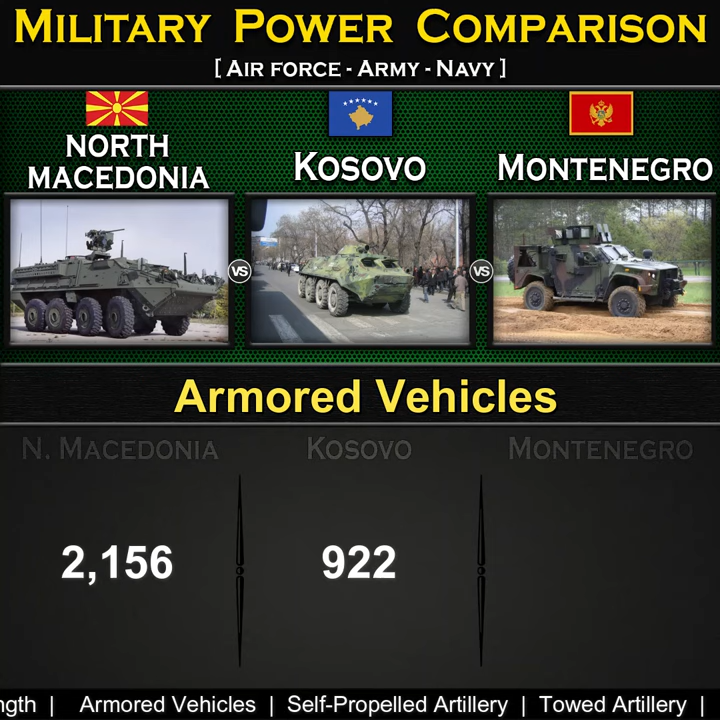 MILITARY POWER COMPARISON
[ AIR FORCE - ARMY - NAVY ]
NORTH
MACEDONIA
KOSOVO
MONTENEGRO
VS
VS
Armored Vehicles
N. MACEDONIA
KOSOVO
MONTENEGRO
2,156
922
ngth | Armored Vehicles | Self-Propelled Artillery | Towed Artillery |